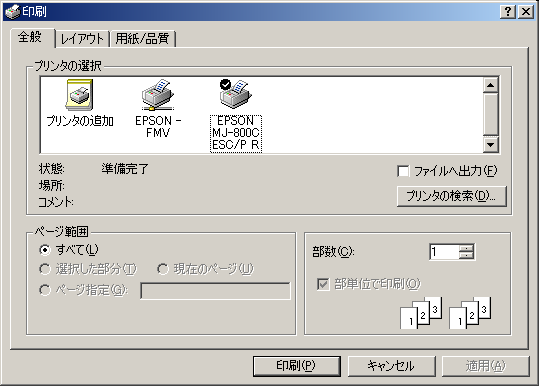 印刷
全般 レイアウト 用紙/品質
プリンタの選択
プリンタの追加
EPSON -
FMV
EPSON
MJ-800C
ESC/P R
状態: 準備完了
場所:
コメント:
ファイルへ出力(F)
プリンタの検索(D)...
ページ範囲
すべて(L)
選択した部分(T) 現在のページ(U)
ページ指定(G):
部数(C): 1
部単位で印刷(O)
1 2 3 1 2 3
印刷(P) キャンセル 適用(A)